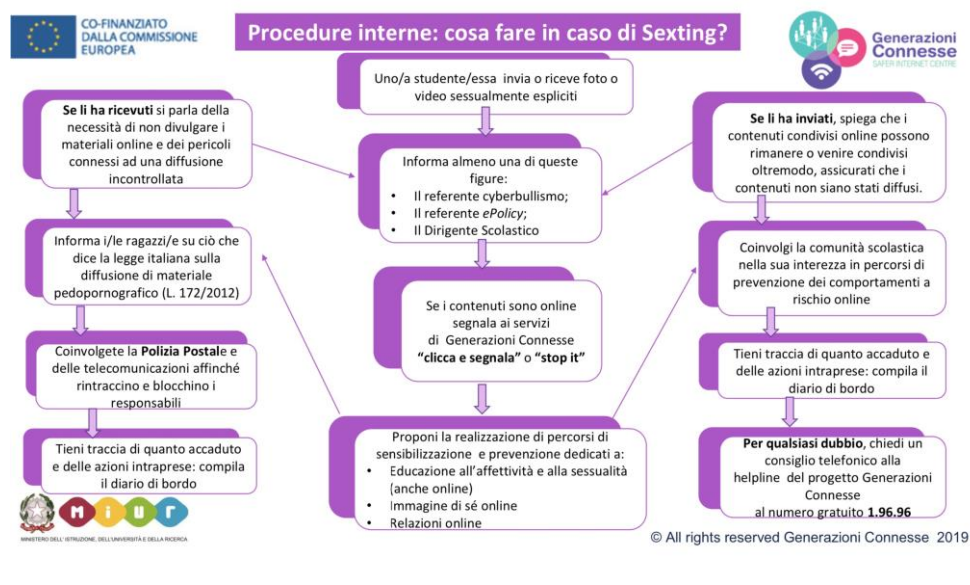 CO-FINANZIATO
DALLA COMMISSIONE
EUROPEA
Procedure interne: cosa fare in caso di Sexting?
Generazioni
Connesse
SAFER INTERNET CENTRE
Uno/a studente/essa invia o riceve foto o
video sessualmente espliciti
Se li ha ricevuti si parla della
necessità di non divulgare i
materiali online e dei pericoli
connessi ad una diffusione
incontrollata
Informa i/le ragazzi/e su ciò che
dice la legge italiana sulla
diffusione di materiale
pedopornografico (L. 172/2012)
Coinvolgete la Polizia Postale e
delle telecomunicazioni affinché
rintraccino e blocchino i
responsabili
Tieni traccia di quanto accaduto
e delle azioni intraprese: compila
il diario di bordo
Informa almeno una di queste
figure:
• Il referente cyberbullismo;
• Il referente ePolicy;
• Il Dirigente Scolastico
Se i contenuti sono online
segnala ai servizi
di Generazioni Connesse
“clicca e segnala” o “stop it”
Proponi la realizzazione di percorsi di
sensibilizzazione e prevenzione dedicati a:
• Educazione all’affettività e alla sessualità
(anche online)
• Immagine di sé online
• Relazioni online
Se li ha inviati, spiega che i
contenuti condivisi online possono
rimanere o venire condivisi
oltremodo, assicurati che i
contenuti non siano stati diffusi.
Coinvolgi la comunità scolastica
nella sua interezza in percorsi di
prevenzione dei comportamenti a
rischio online
Tieni traccia di quanto accaduto e
delle azioni intraprese: compila il
diario di bordo
Per qualsiasi dubbio, chiedi un
consiglio telefonico alla
helpline del progetto Generazioni
Connesse
al numero gratuito 1.96.96
miur
MINISTERO DELL' ISTRUZIONE, DELL'UNIVERSITÀ E DELLA RICERCA
© All rights reserved Generazioni Connesse 2019